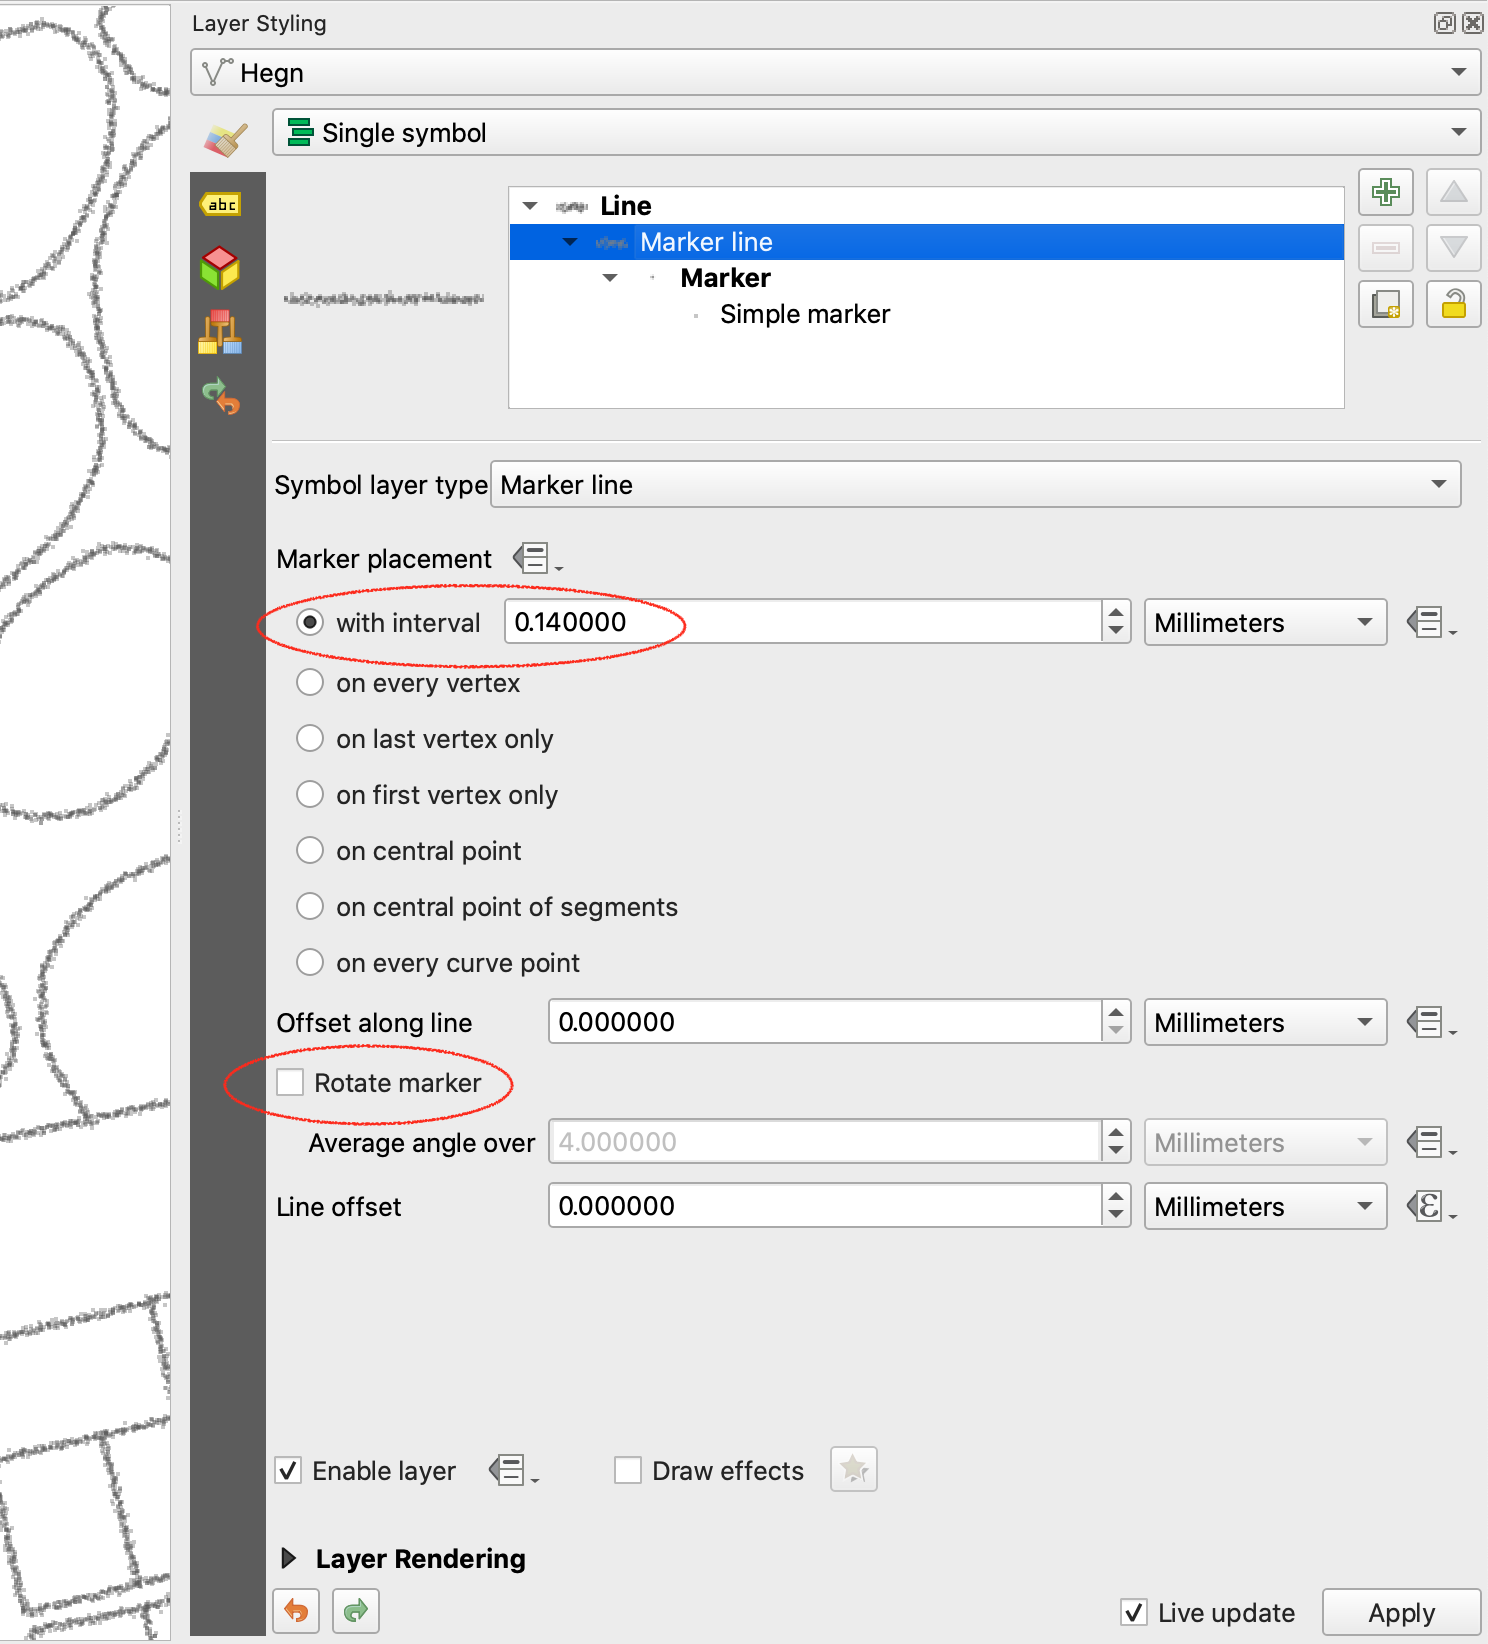 Layer Styling
Hegn
Single symbol
abc
Line
Marker line
Marker
Simple marker
Symbol layer type Marker line
Marker placement
with interval 0.140000 Millimeters
on every vertex
on last vertex only
on first vertex only
on central point
on central point of segments
on every curve point
Offset along line 0.000000 Millimeters
Rotate marker
Average angle over 4.000000 Millimeters
Line offset 0.000000 Millimeters
Enable layer Draw effects
Layer Rendering
Live update Apply